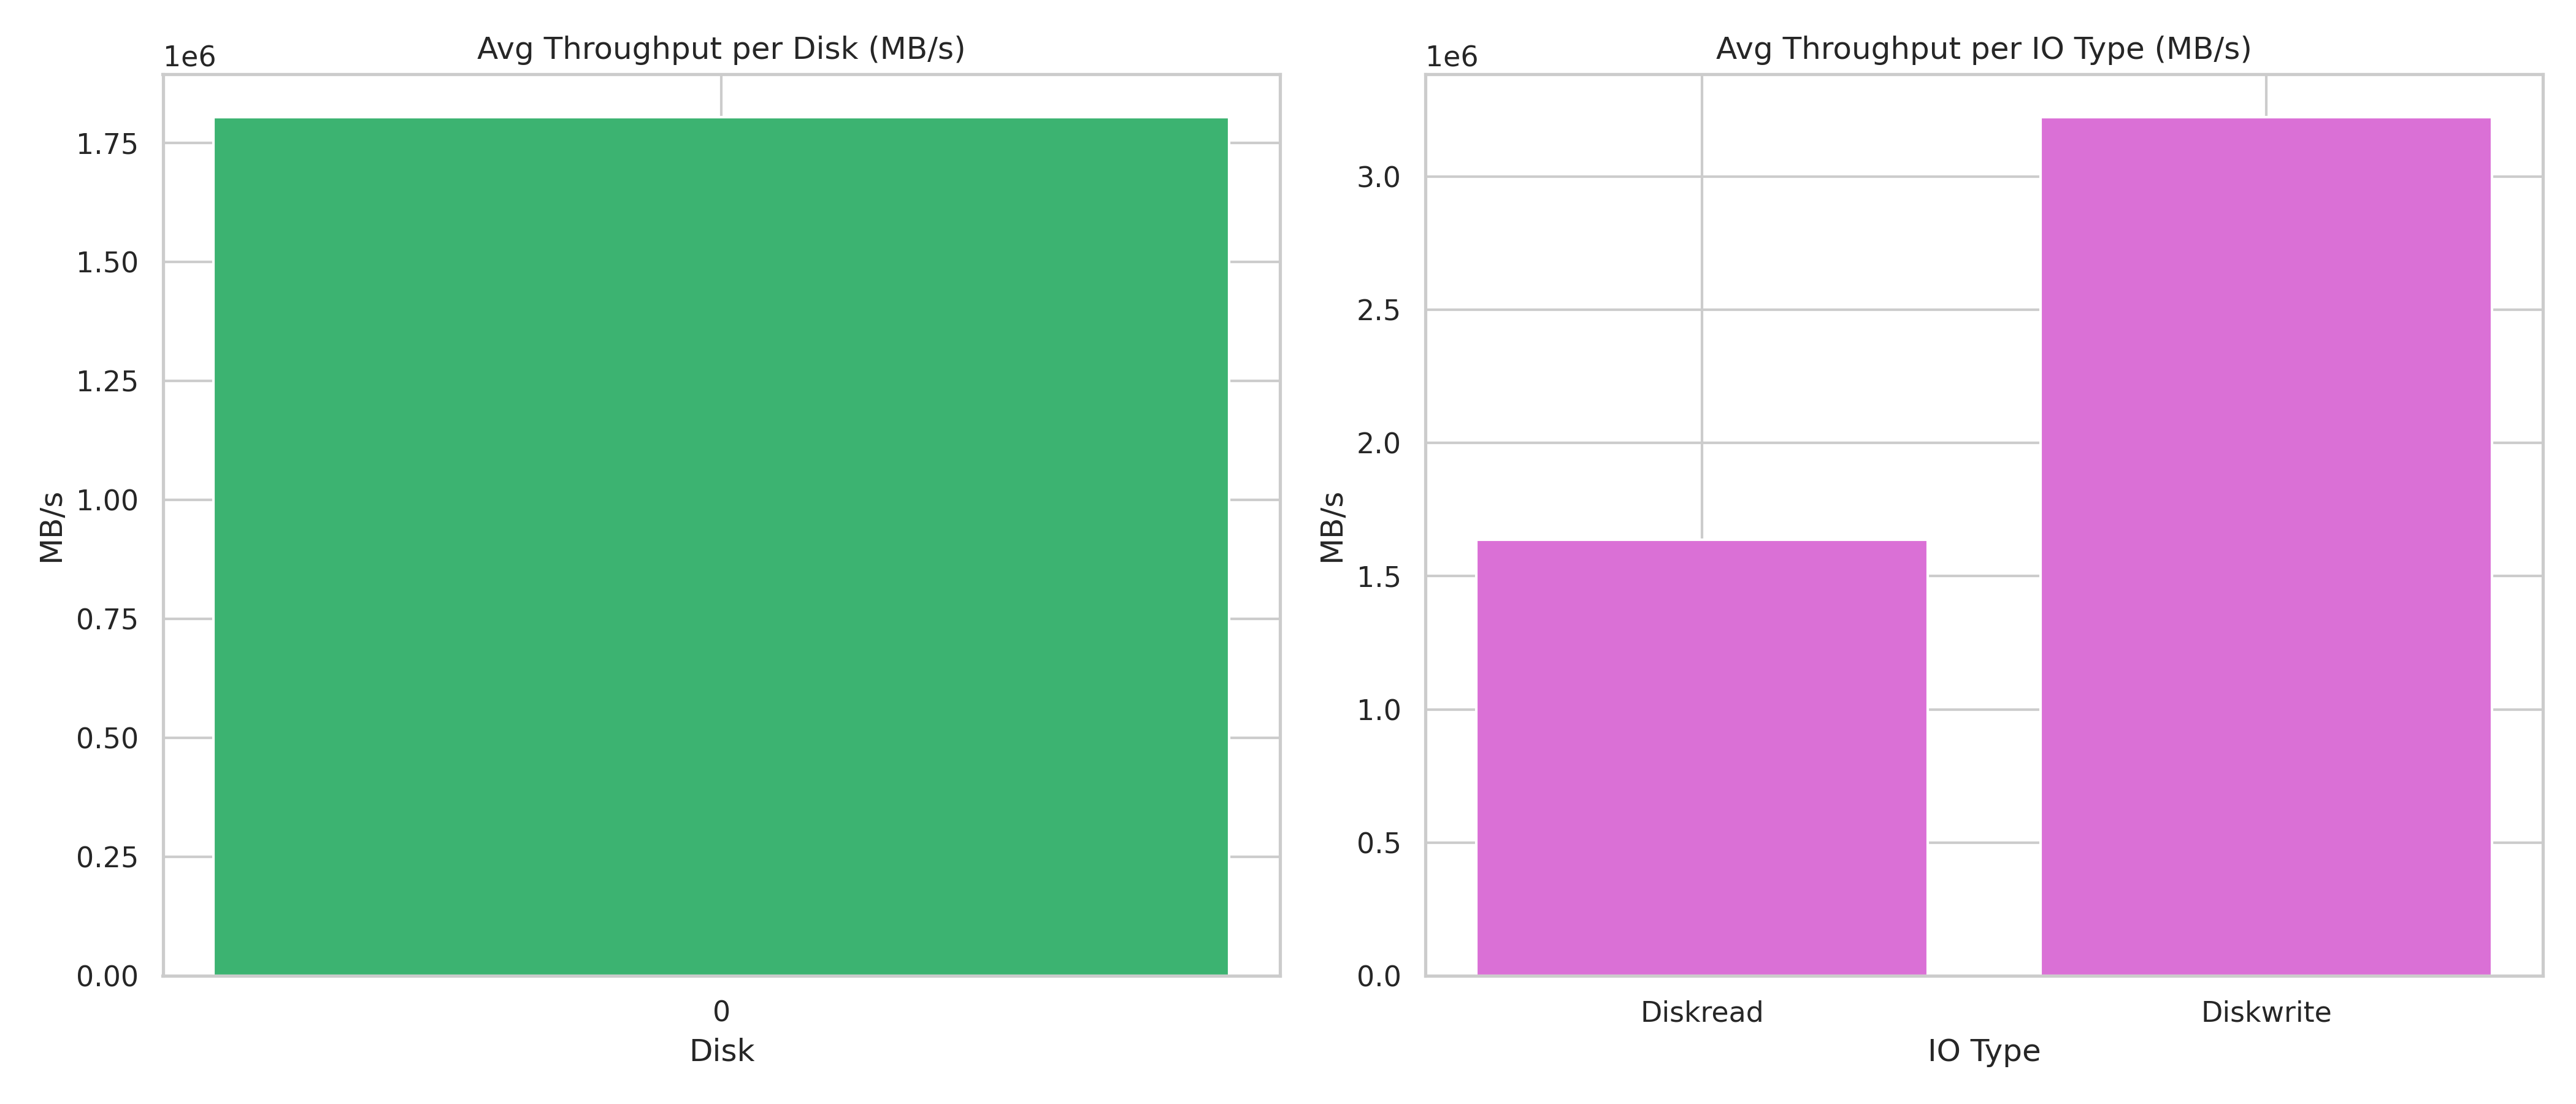 Avg Throughput per Disk (MB/s)
1e6
1.75
1.50
1.25
1.00
0.75
0.50
0.25
0.00
MB/s
0
Disk
Avg Throughput per IO Type (MB/s)
1e6
3.0
2.5
2.0
1.5
1.0
0.5
0.0
MB/s
Diskread Diskwrite
IO Type